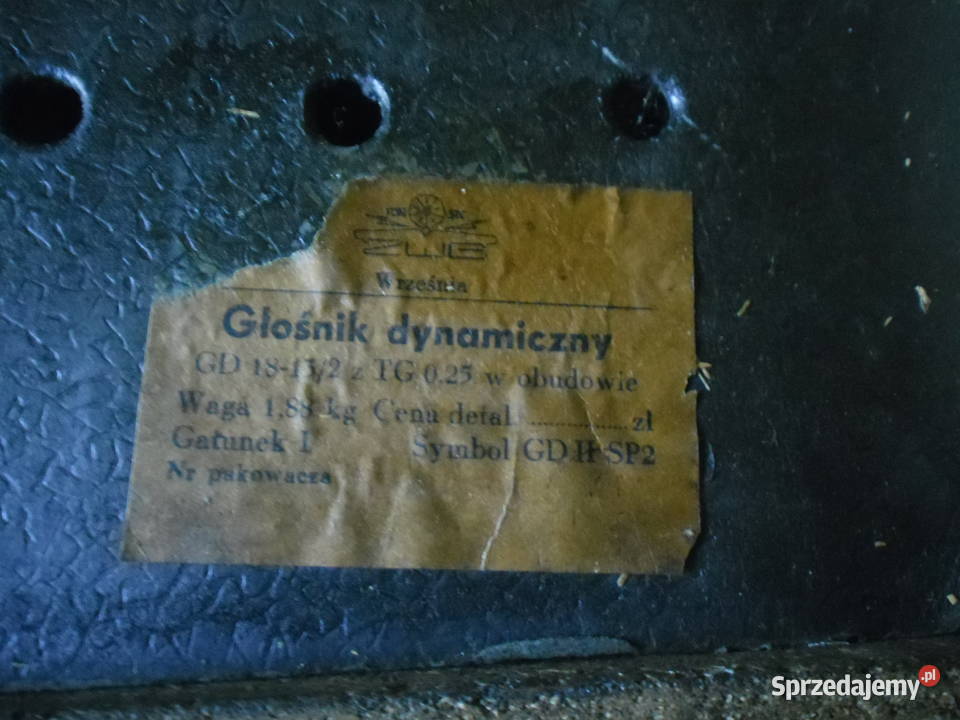 ZWG
Września
Głośnik dynamiczny
GD 18-13/2 z TG 0.25 w obudowie
Waga 1,88 kg Cena detal. .................. zł
Gatunek I Symbol GD II SP2
Nr pakowacza
Sprzedajemy.pl